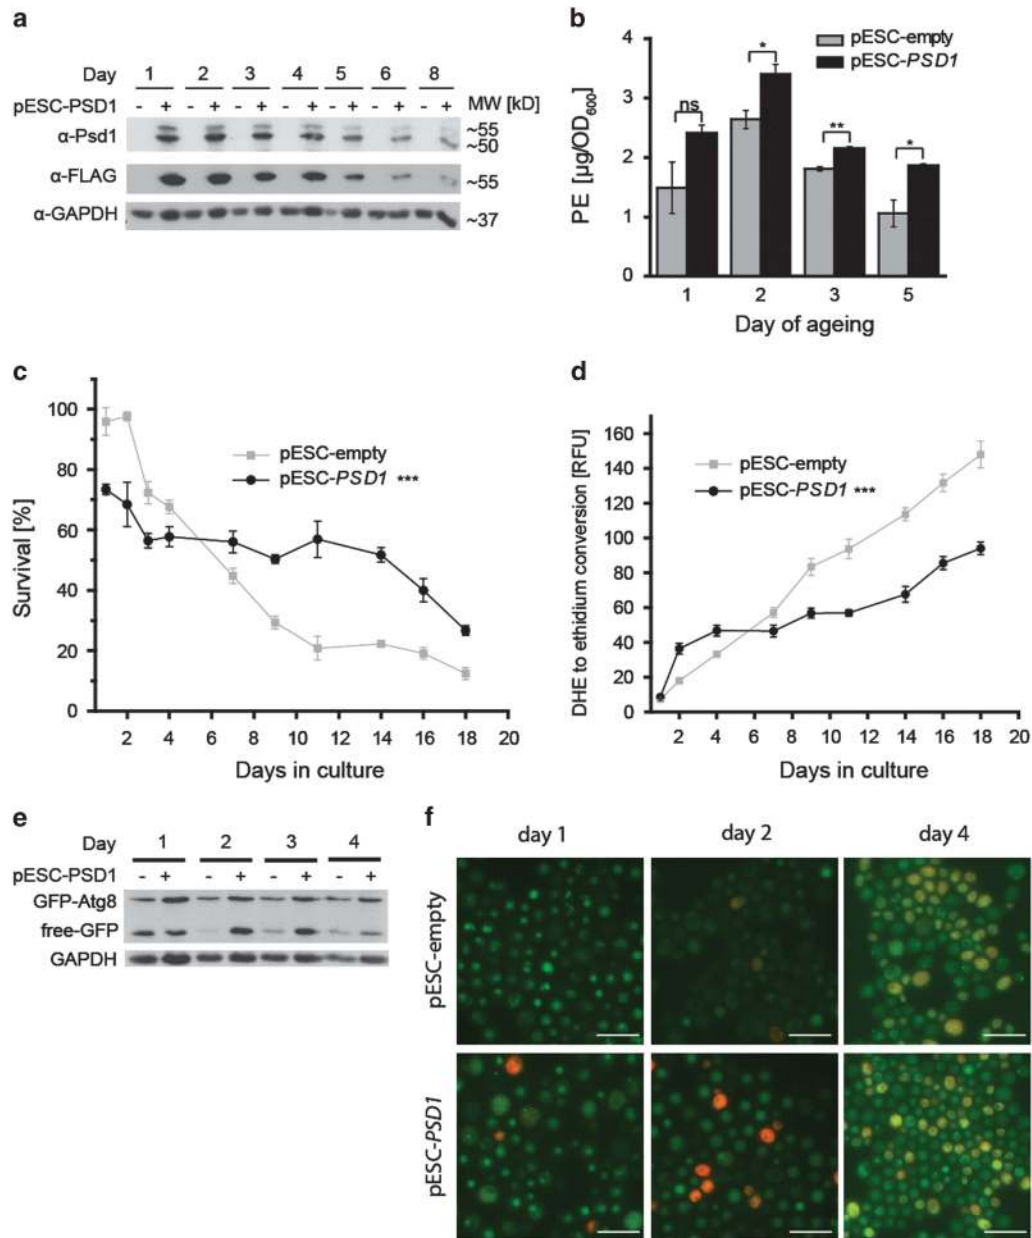 a
Day 1 2 3 4 5 6 8
pESC-PSD1 - + - + - + - + - + - + - + MW [kD]
α-Psd1 ~55
~50
α-FLAG ~55
α-GAPDH ~37
b
pESC-empty
pESC-PSD1
PE [µg/OD600]
4
3
2
1
0
ns
*
**
*
1 2 3 5
Day of ageing
c
Survival [%]
100
80
60
40
20
0
pESC-empty
pESC-PSD1 ***
2 4 6 8 10 12 14 16 18 20
Days in culture
d
DHE to ethidium conversion [RFU]
160
140
120
100
80
60
40
20
0
pESC-empty
pESC-PSD1 ***
2 4 6 8 10 12 14 16 18 20
Days in culture
e
Day 1 2 3 4
pESC-PSD1 - + - + - + - +
GFP-Atg8
free-GFP
GAPDH
f
day 1 day 2 day 4
pESC-empty
pESC-PSD1